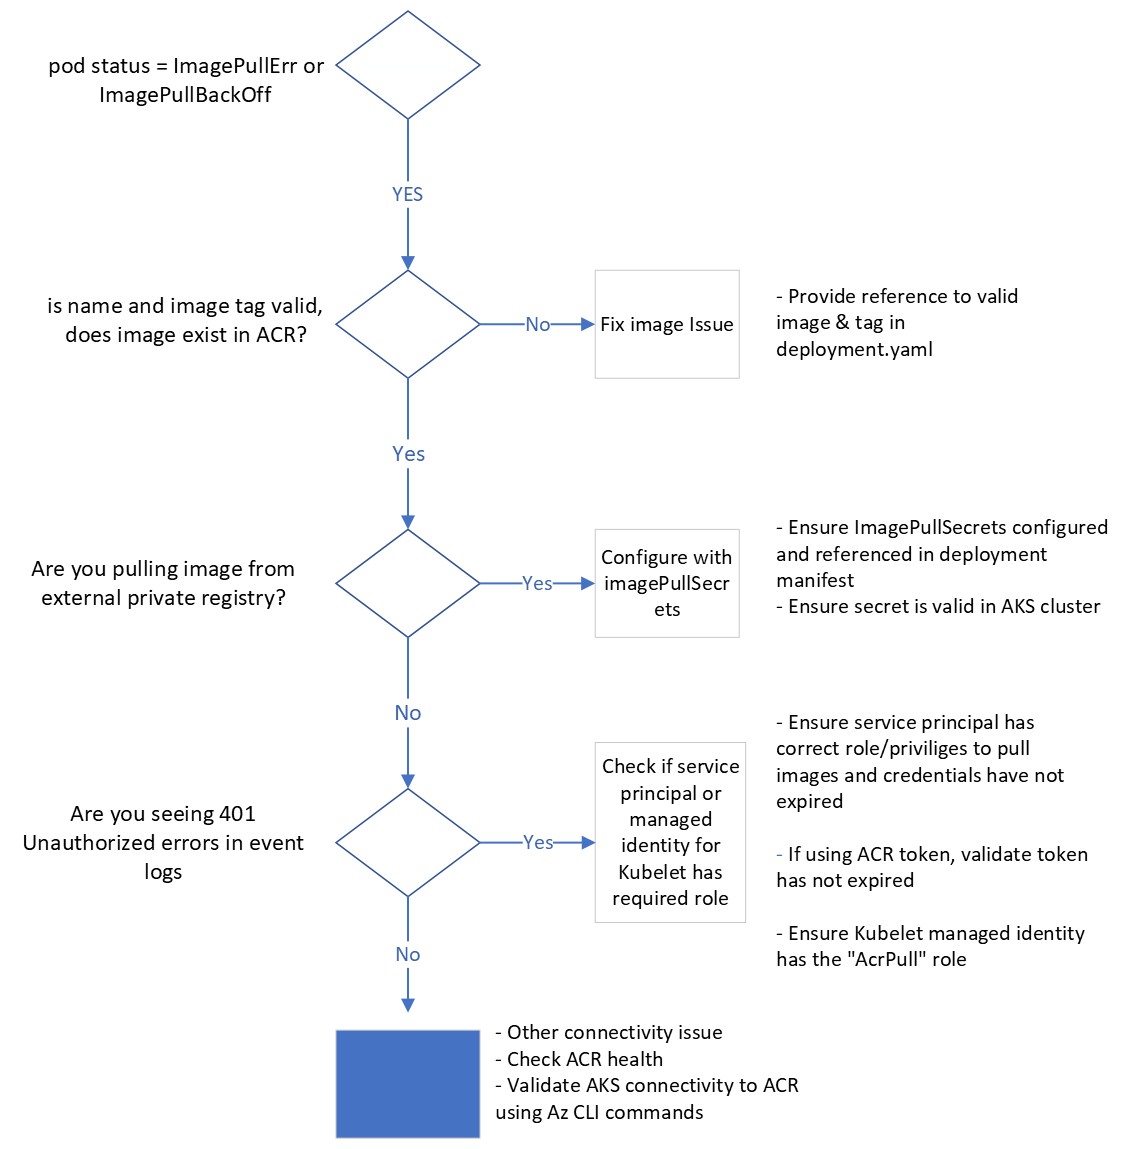 pod status = ImagePullErr or
ImagePullBackOff
YES
is name and image tag valid,
does image exist in ACR?
No
Fix image Issue
- Provide reference to valid
image & tag in
deployment.yaml
Yes
Are you pulling image from
external private registry?
Yes
Configure with
imagePullSecr
ets
- Ensure ImagePullSecrets configured
and referenced in deployment
manifest
- Ensure secret is valid in AKS cluster
No
Are you seeing 401
Unauthorized errors in event
logs
Yes
Check if service
principal or
managed
identity for
Kubelet has
required role
- Ensure service principal has
correct role/priviliges to pull
images and credentials have not
expired
- If using ACR token, validate token
has not expired
- Ensure Kubelet managed identity
has the "AcrPull" role
No
- Other connectivity issue
- Check ACR health
- Validate AKS connectivity to ACR
using Az CLI commands